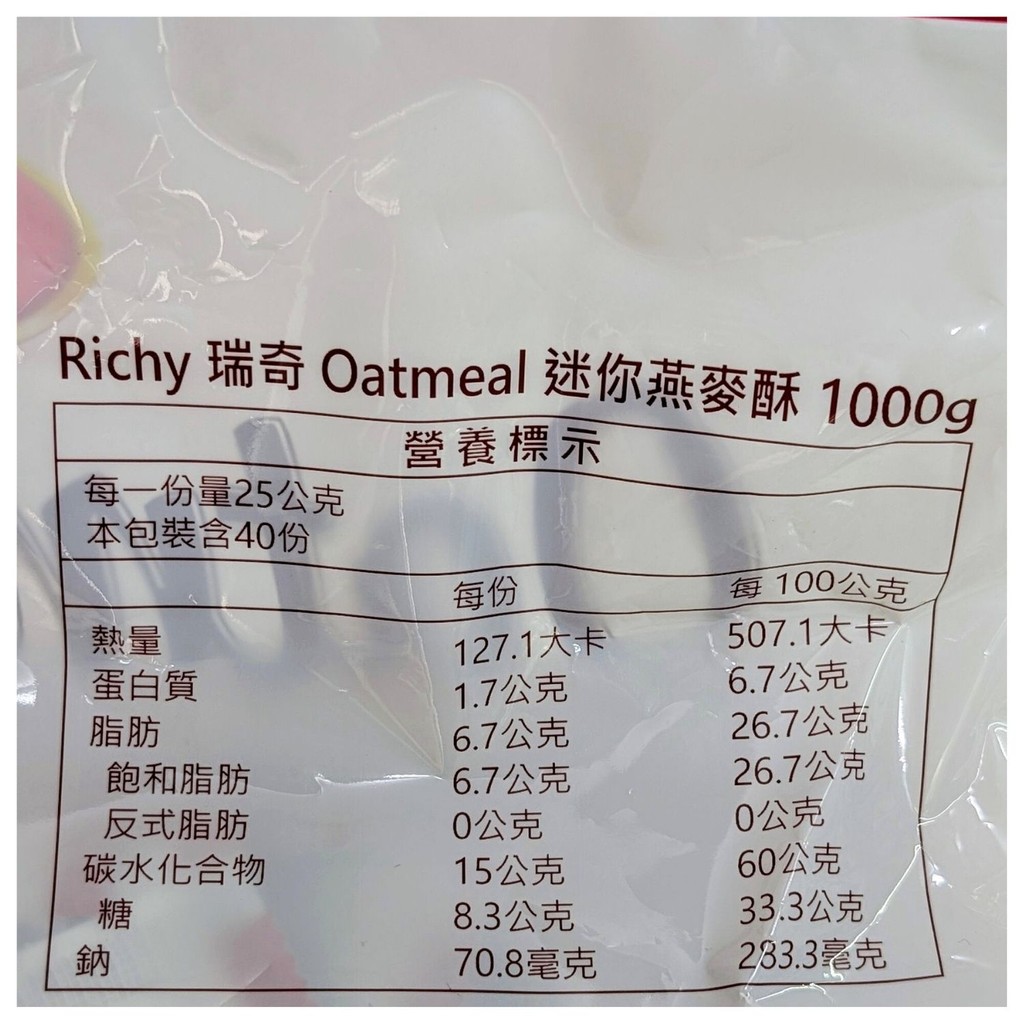 Richy 瑞奇 Oatmeal 迷你燕麥酥 1000g
營養標示
每一份量25公克
本包裝含40份
每份 每 100公克
熱量 127.1大卡 507.1大卡
蛋白質 1.7公克 6.7公克
脂肪 6.7公克 26.7公克
飽和脂肪 6.7公克 26.7公克
反式脂肪 0公克 0公克
碳水化合物 15公克 60公克
糖 8.3公克 33.3公克
鈉 70.8毫克 283.3毫克